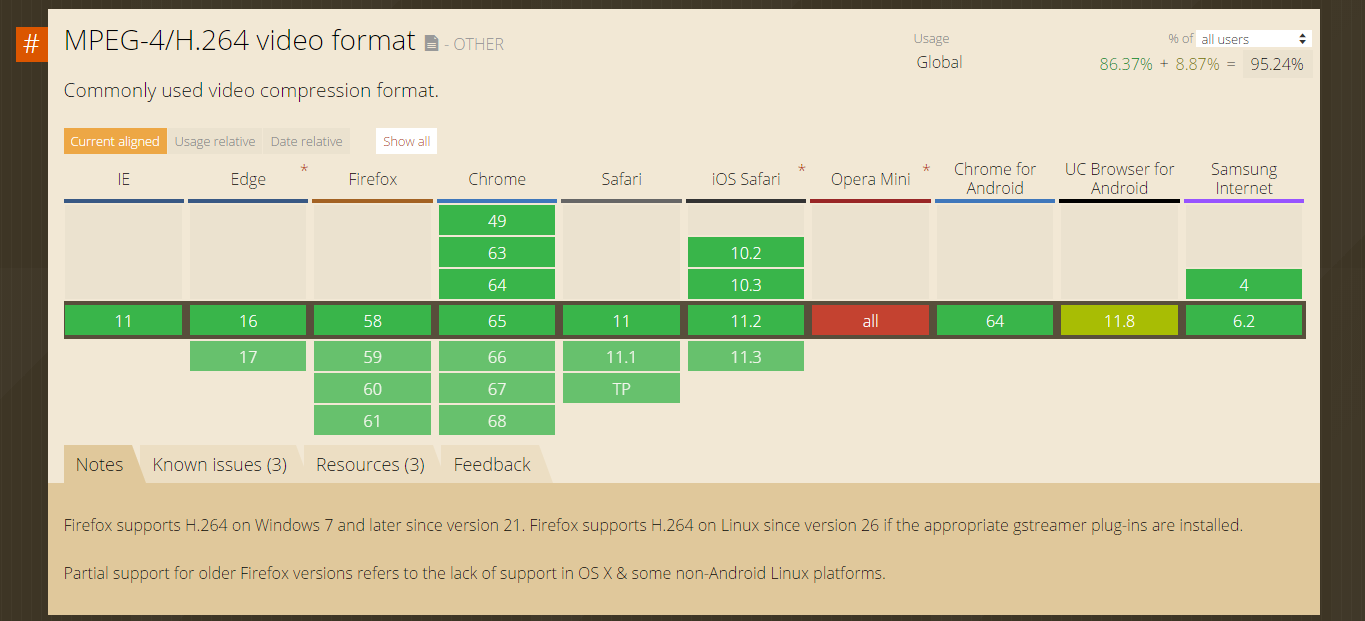 #
MPEG-4/H.264 video format - OTHER
Usage % of all users
Global 86.37% + 8.87% = 95.24%
Commonly used video compression format.
Current aligned Usage relative Date relative Show all
IE Edge * Firefox Chrome Safari iOS Safari * Opera Mini * Chrome for Android UC Browser for Android Samsung Internet
49
63 10.2
64 10.3 4
11 16 58 65 11 11.2 all 64 11.8 6.2
17 59 66 11.1 11.3
60 67 TP
61 68
Notes Known issues (3) Resources (3) Feedback
Firefox supports H.264 on Windows 7 and later since version 21. Firefox supports H.264 on Linux since version 26 if the appropriate gstreamer plug-ins are installed.
Partial support for older Firefox versions refers to the lack of support in OS X & some non-Android Linux platforms.